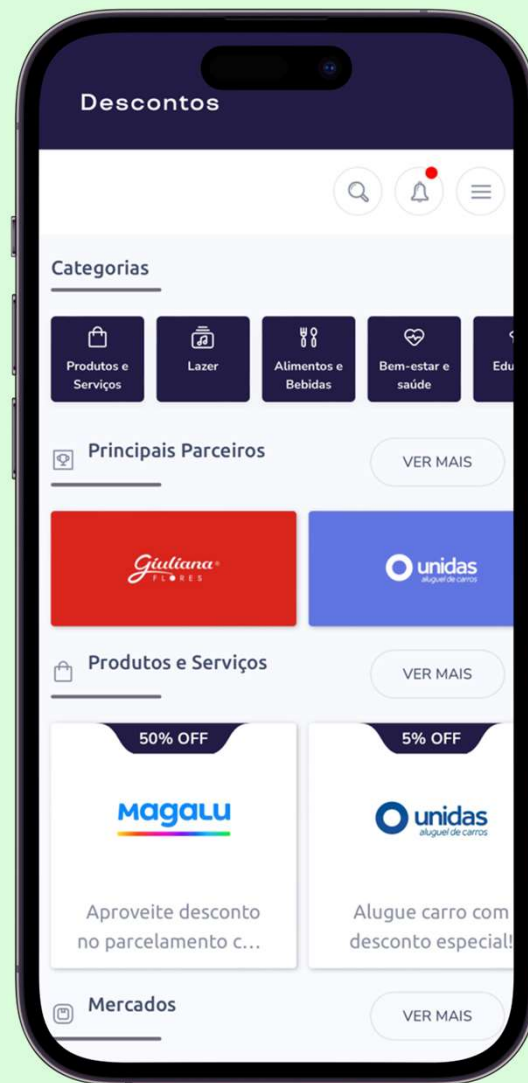 Descontos
Categorias
Produtos e
Serviços
Lazer
Alimentos e
Bebidas
Bem-estar e
saúde
Edu
Principais Parceiros
VER MAIS
Giuliana
FLORES
unidas
aluguel de carros
Produtos e Serviços
VER MAIS
50% OFF
5% OFF
Magalu
unidas
aluguel de carros
Aproveite desconto
no parcelamento c...
Alugue carro com
desconto especial!
Mercados
VER MAIS